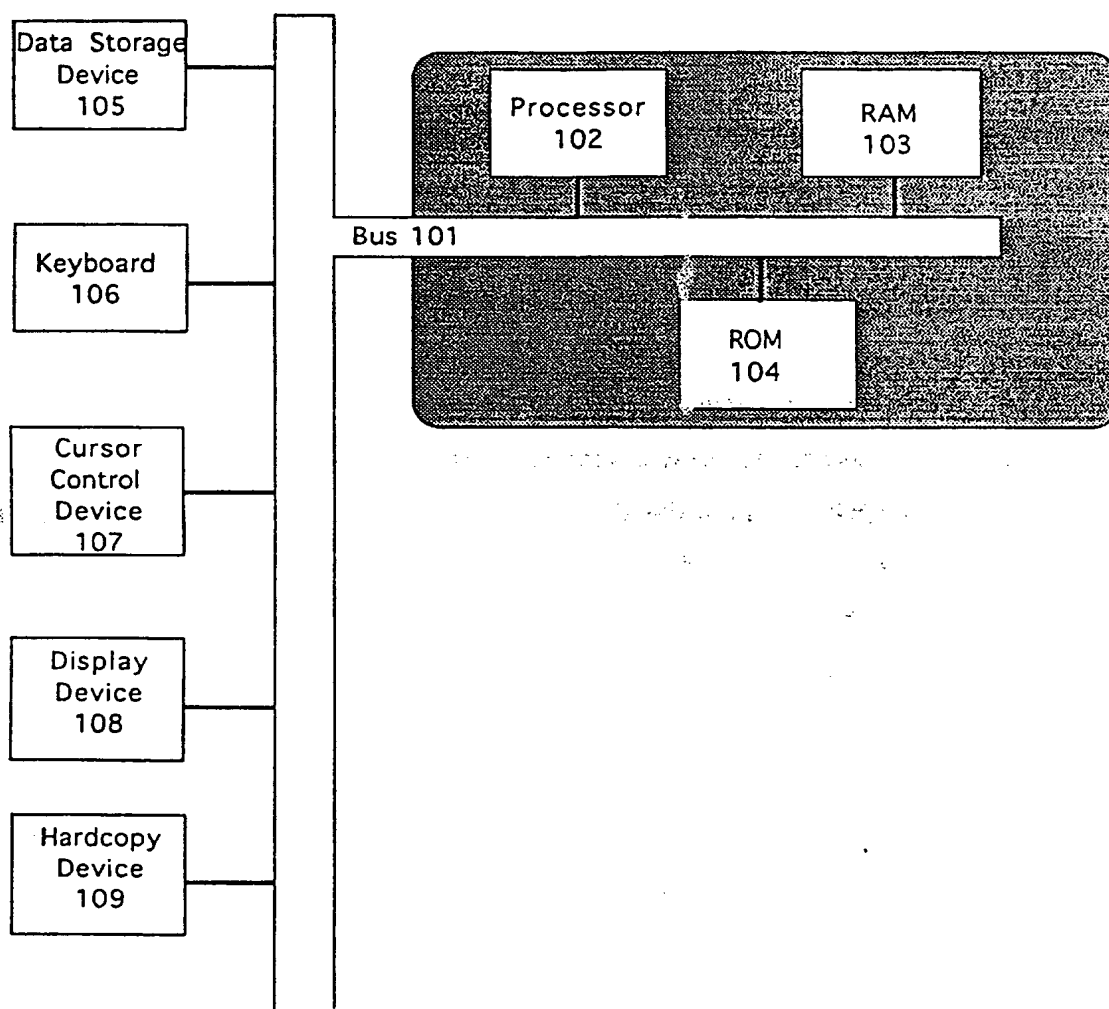 Data Storage
Device
105
Processor
102
RAM
103
Bus 101
Keyboard
106
ROM
104
Cursor
Control
Device
107
Display
Device
108
Hardcopy
Device
109